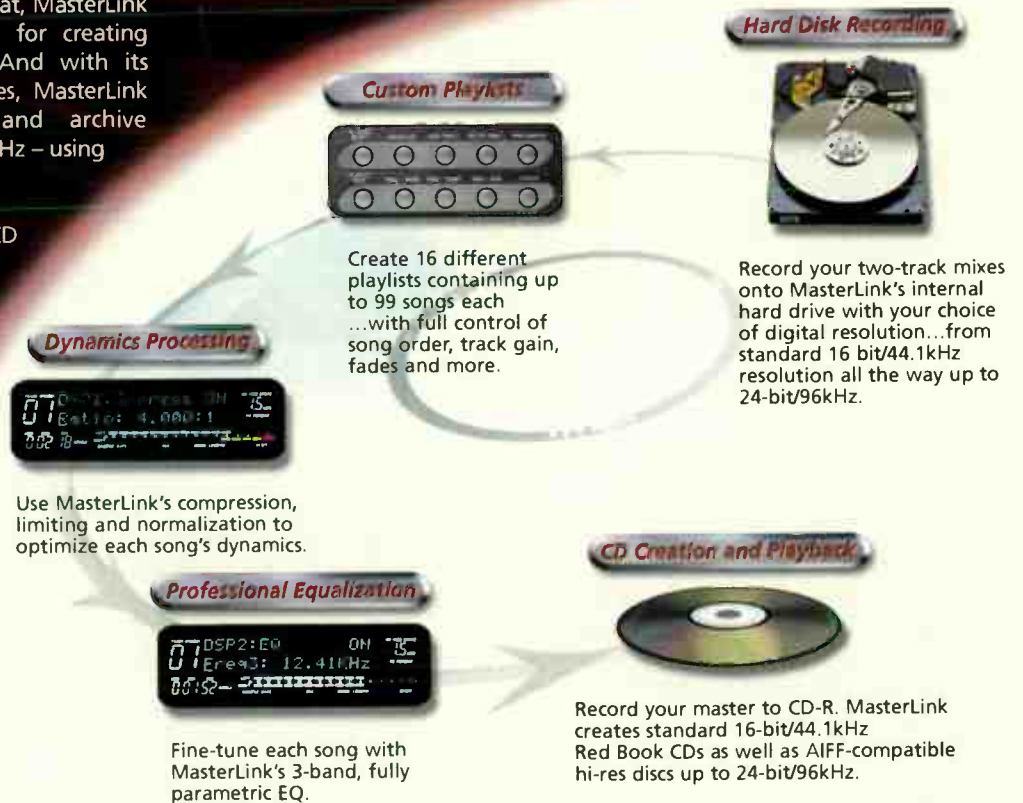 at, MasterLink
for creating
And with its
es, MasterLink
and archive
Hz – using
CD
Hard Disk Recording
Record your two-track mixes
onto MasterLink's internal
hard drive with your choice
of digital resolution...from
standard 16 bit/44.1kHz
resolution all the way up to
24-bit/96kHz.
Custom Playlists
Create 16 different
playlists containing up
to 99 songs each
...with full control of
song order, track gain,
fades and more.
Dynamics Processing
07 ON
Ratio: 4.000:1
Use MasterLink's compression,
limiting and normalization to
optimize each song's dynamics.
Professional Equalization
07 DSP2:EQ ON
Freq3: 12.41KHz
00:52
Fine-tune each song with
MasterLink's 3-band, fully
parametric EQ.
CD Creation and Playback
Record your master to CD-R. MasterLink
creates standard 16-bit/44.1kHz
Red Book CDs as well as AIFF-compatible
hi-res discs up to 24-bit/96kHz.